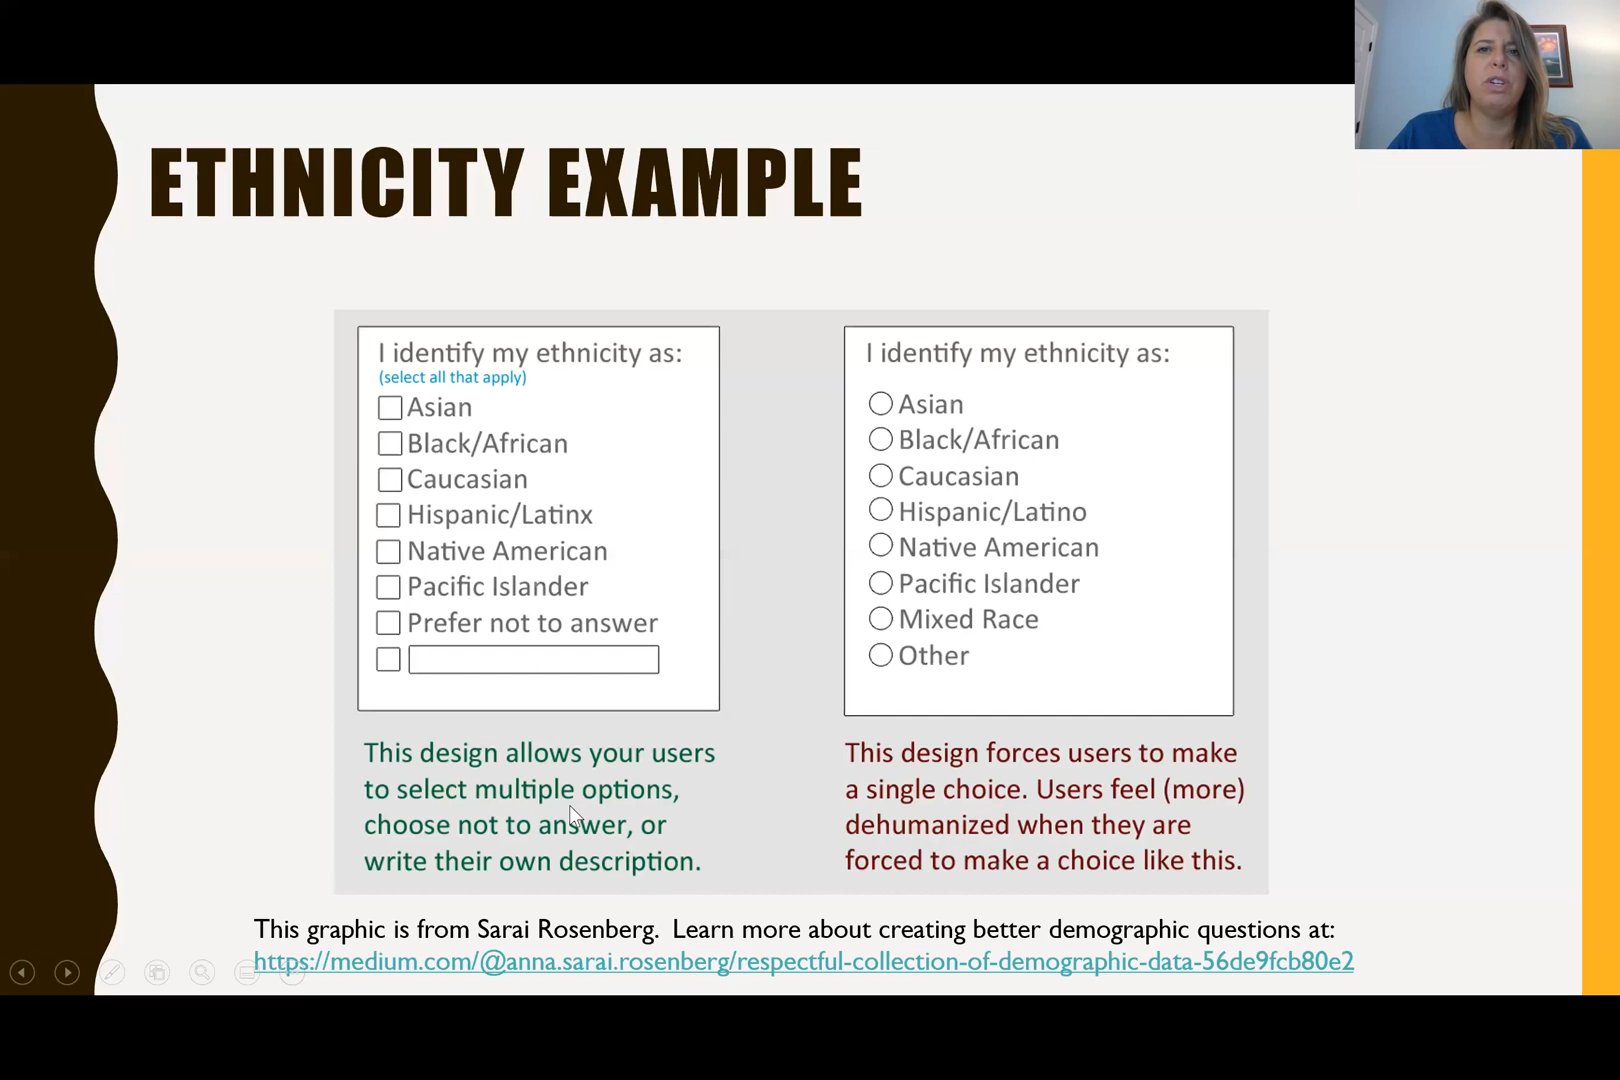 ETHNICITY EXAMPLE
I identify my ethnicity as:
(select all that apply)
Asian
Black/African
Caucasian
Hispanic/Latinx
Native American
Pacific Islander
Prefer not to answer
This design allows your users
to select multiple options,
choose not to answer, or
write their own description.
I identify my ethnicity as:
Asian
Black/African
Caucasian
Hispanic/Latino
Native American
Pacific Islander
Mixed Race
Other
This design forces users to make
a single choice. Users feel (more)
dehumanized when they are
forced to make a choice like this.
This graphic is from Sarai Rosenberg.  Learn more about creating better demographic questions at:
https://medium.com/@anna.sarai.rosenberg/respectful-collection-of-demographic-data-56de9fcb80e2